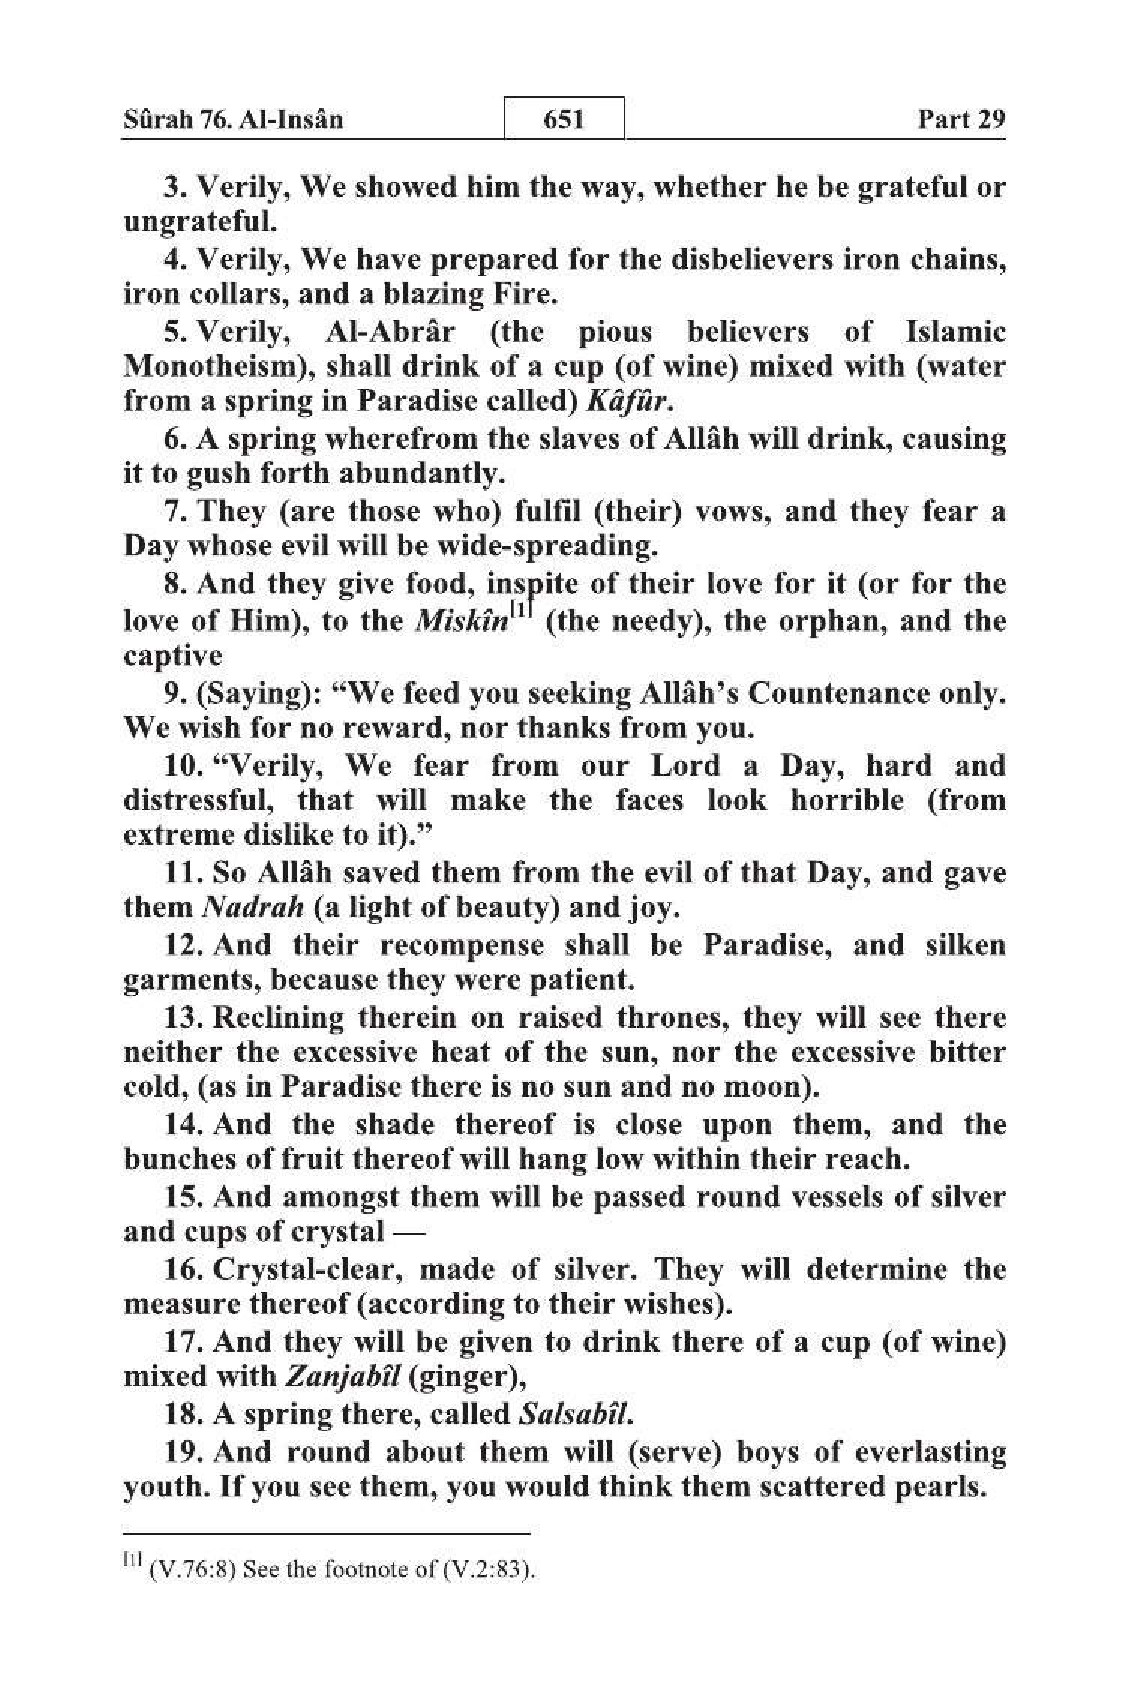 Sûrah 76. Al-Insân 651 Part 29
3. Verily, We showed him the way, whether he be grateful or
ungrateful.
4. Verily, We have prepared for the disbelievers iron chains,
iron collars, and a blazing Fire.
5. Verily, Al-Abrâr (the pious believers of Islamic
Monotheism), shall drink of a cup (of wine) mixed with (water
from a spring in Paradise called) Kâfûr.
6. A spring wherefrom the slaves of Allâh will drink, causing
it to gush forth abundantly.
7. They (are those who) fulfil (their) vows, and they fear a
Day whose evil will be wide-spreading.
8. And they give food, inspite of their love for it (or for the
love of Him), to the Miskîn[1] (the needy), the orphan, and the
captive
9. (Saying): “We feed you seeking Allâh’s Countenance only.
We wish for no reward, nor thanks from you.
10. “Verily, We fear from our Lord a Day, hard and
distressful, that will make the faces look horrible (from
extreme dislike to it).”
11. So Allâh saved them from the evil of that Day, and gave
them Nadrah (a light of beauty) and joy.
12. And their recompense shall be Paradise, and silken
garments, because they were patient.
13. Reclining therein on raised thrones, they will see there
neither the excessive heat of the sun, nor the excessive bitter
cold, (as in Paradise there is no sun and no moon).
14. And the shade thereof is close upon them, and the
bunches of fruit thereof will hang low within their reach.
15. And amongst them will be passed round vessels of silver
and cups of crystal —
16. Crystal-clear, made of silver. They will determine the
measure thereof (according to their wishes).
17. And they will be given to drink there of a cup (of wine)
mixed with Zanjabîl (ginger),
18. A spring there, called Salsabîl.
19. And round about them will (serve) boys of everlasting
youth. If you see them, you would think them scattered pearls.
[1] (V.76:8) See the footnote of (V.2:83).